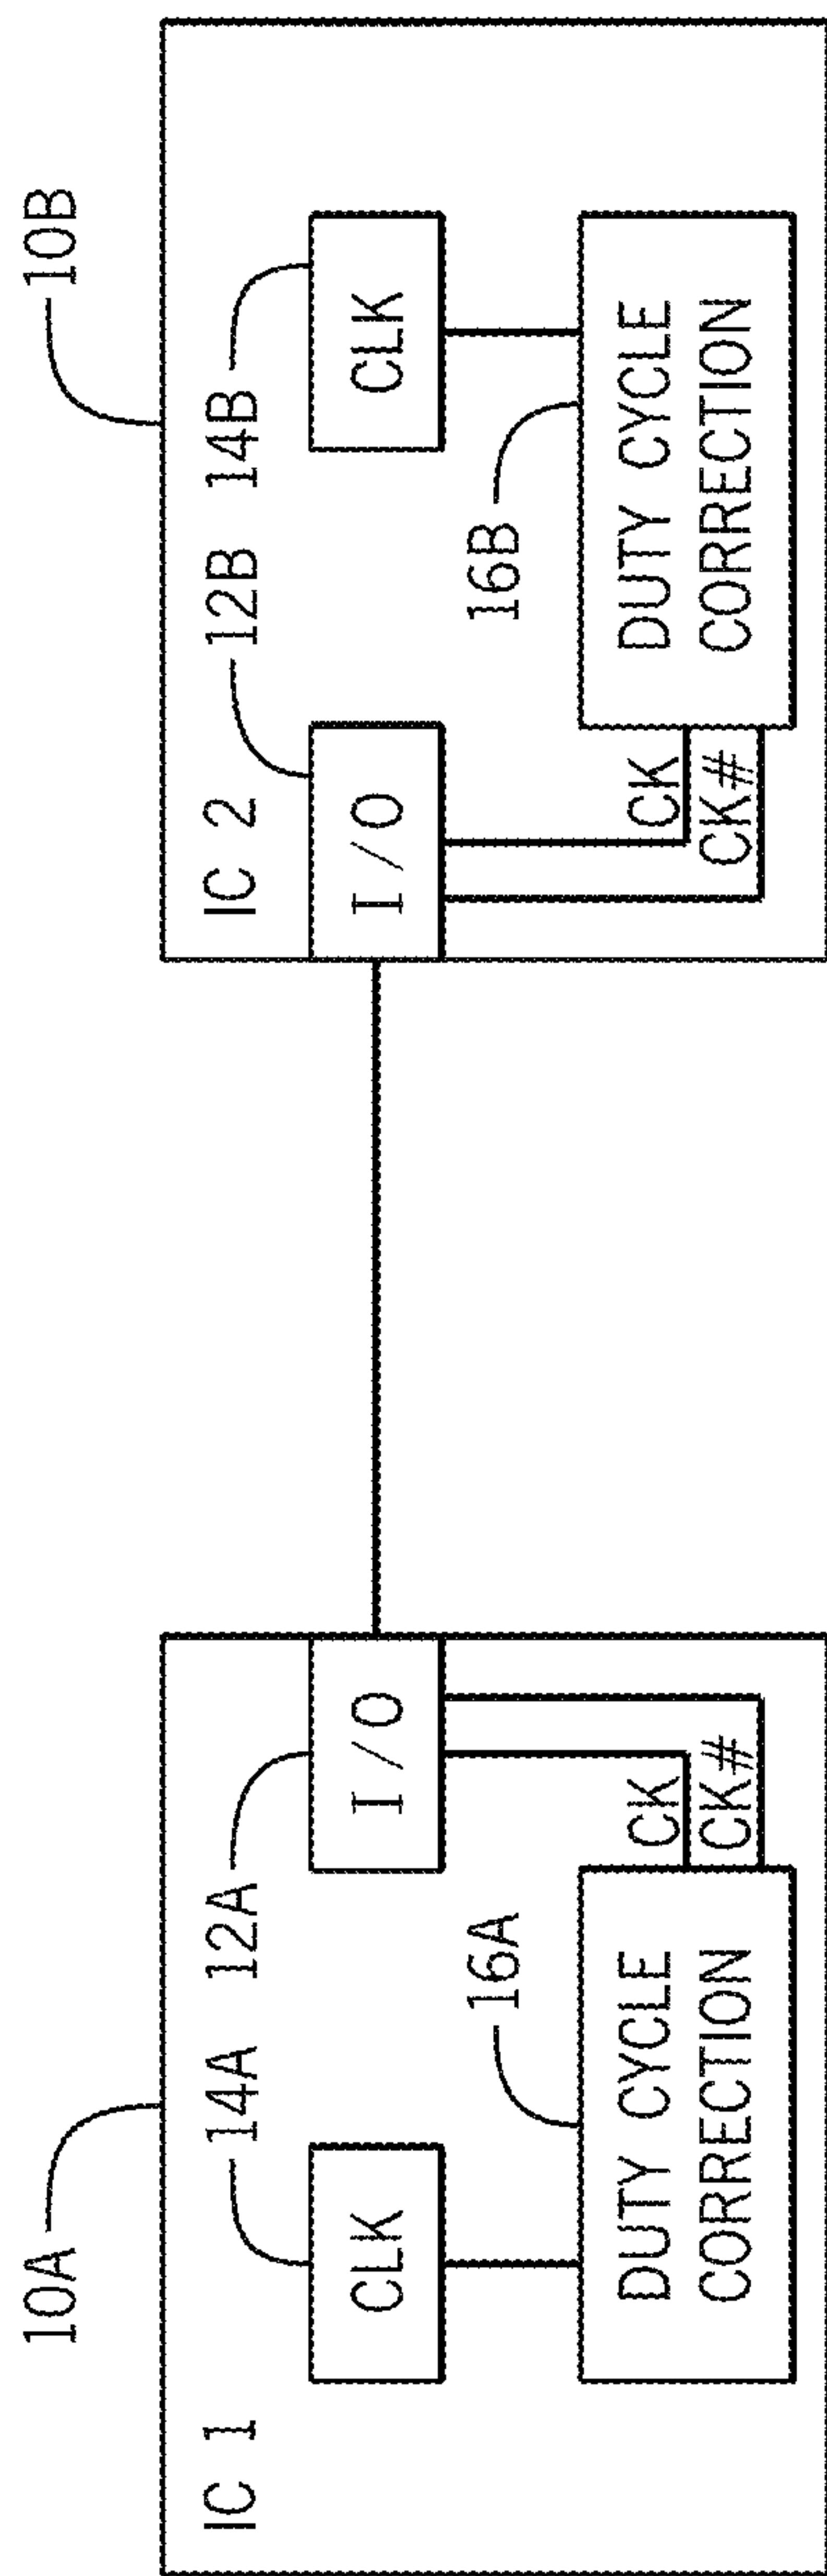 10A
10B
IC 1
14A
12A
IC 2
12B
14B
CLK
I/O
I/O
CLK
16A
16B
DUTY CYCLE
CORRECTION
CK
CK#
CK
CK#
DUTY CYCLE
CORRECTION